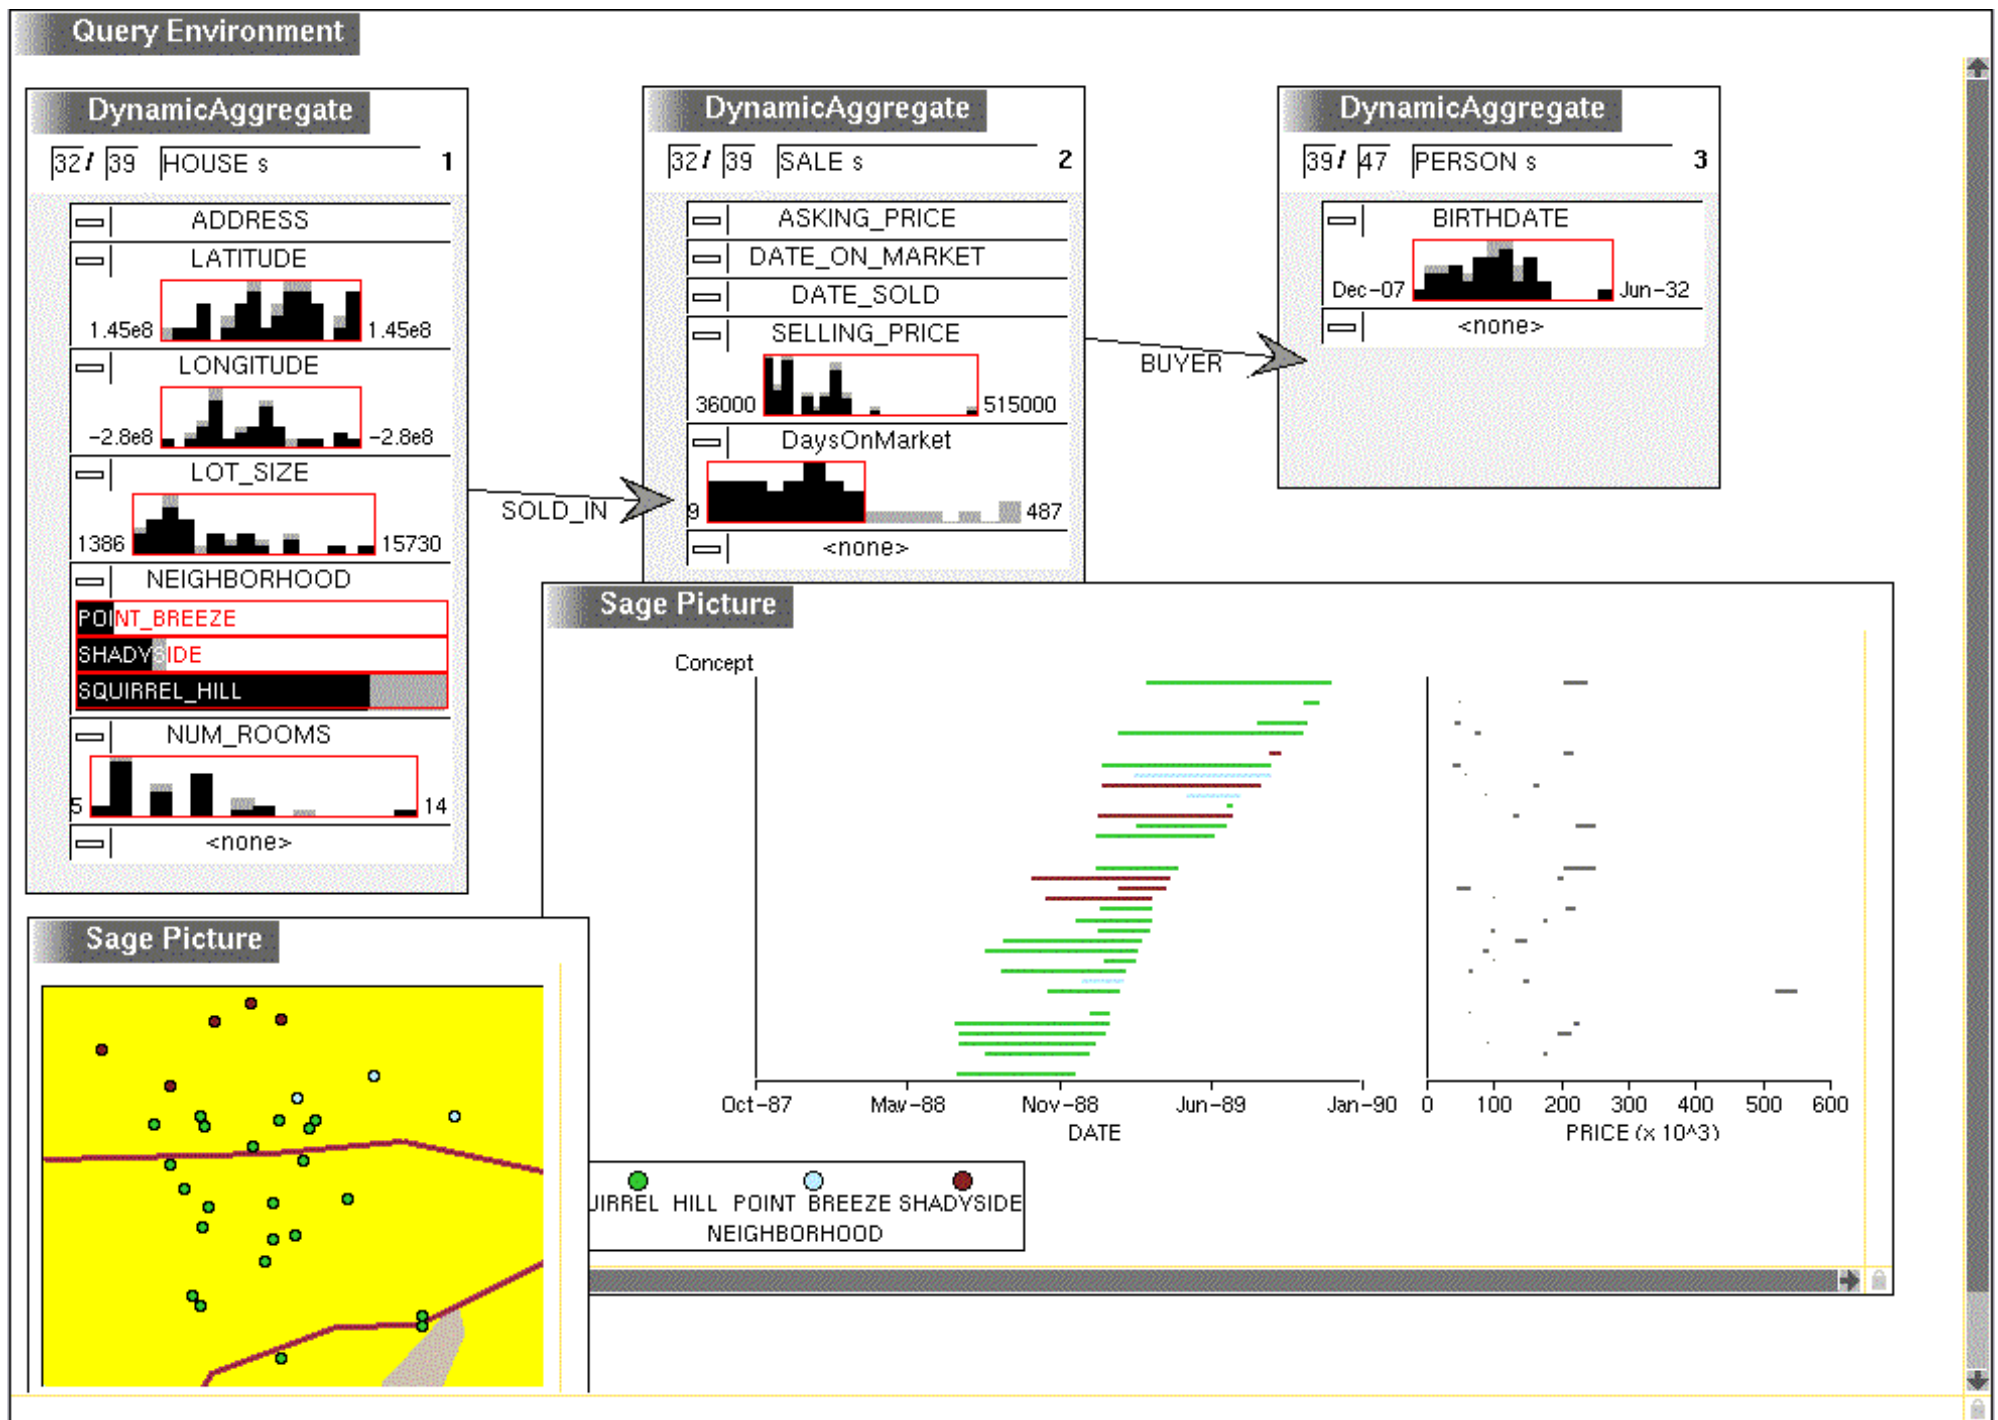 Query Environment
DynamicAggregate
32/ 39 HOUSE s 1
ADDRESS
LATITUDE
1.45e8 1.45e8
LONGITUDE
-2.8e8 -2.8e8
LOT_SIZE
1386 15730
NEIGHBORHOOD
POINT_BREEZE
SHADYSIDE
SQUIRREL_HILL
NUM_ROOMS
5 14
<none>
SOLD_IN
DynamicAggregate
32/ 39 SALE s 2
ASKING_PRICE
DATE_ON_MARKET
DATE_SOLD
SELLING_PRICE
36000 515000
DaysOnMarket
9 487
<none>
BUYER
DynamicAggregate
39/ 47 PERSON s 3
BIRTHDATE
Dec-07 Jun-32
<none>
Sage Picture
Concept
Oct-87 May-88 Nov-88 Jun-89 Jan-90
DATE
0 100 200 300 400 500 600
PRICE (x 10^3)
UIRREL HILL POINT BREEZE SHADYSIDE
NEIGHBORHOOD
Sage Picture